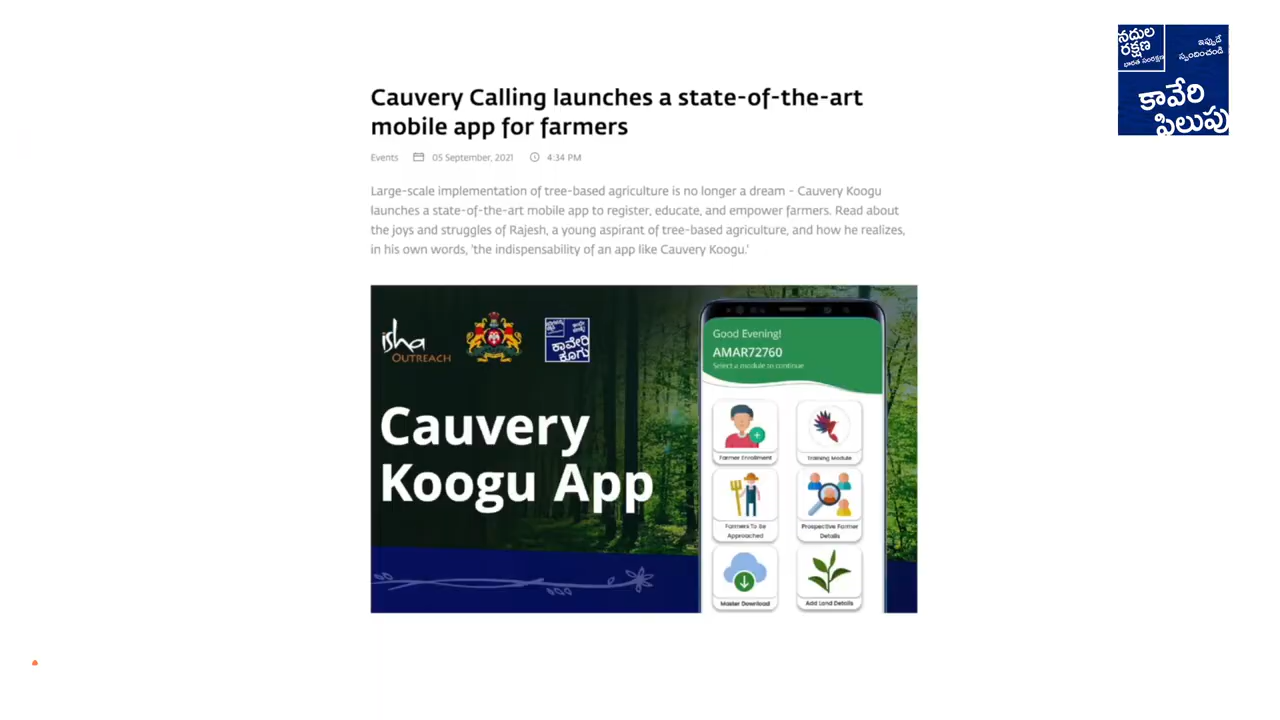 నదుల
రక్షణ
భారత సంరక్షణ
ఇప్పుడే
స్పందించండి
కావేరి
పిలుపు
Cauvery Calling launches a state-of-the-art
mobile app for farmers
Events 05 September, 2021 4:34 PM
Large-scale implementation of tree-based agriculture is no longer a dream - Cauvery Koogu
launches a state-of-the-art mobile app to register, educate, and empower farmers. Read about
the joys and struggles of Rajesh, a young aspirant of tree-based agriculture, and how he realizes,
in his own words, 'the indispensability of an app like Cauvery Koogu.'
isha
OUTREACH
ಕಾವೇರಿ
ಕೂಗು
Cauvery
Koogu App
Good Evening!
AMAR72760
Select a module to continue
Farmer Enrollment
Training Module
Farmers To Be
Approached
Prospective Farmer
Details
Master Download
Add Land Details